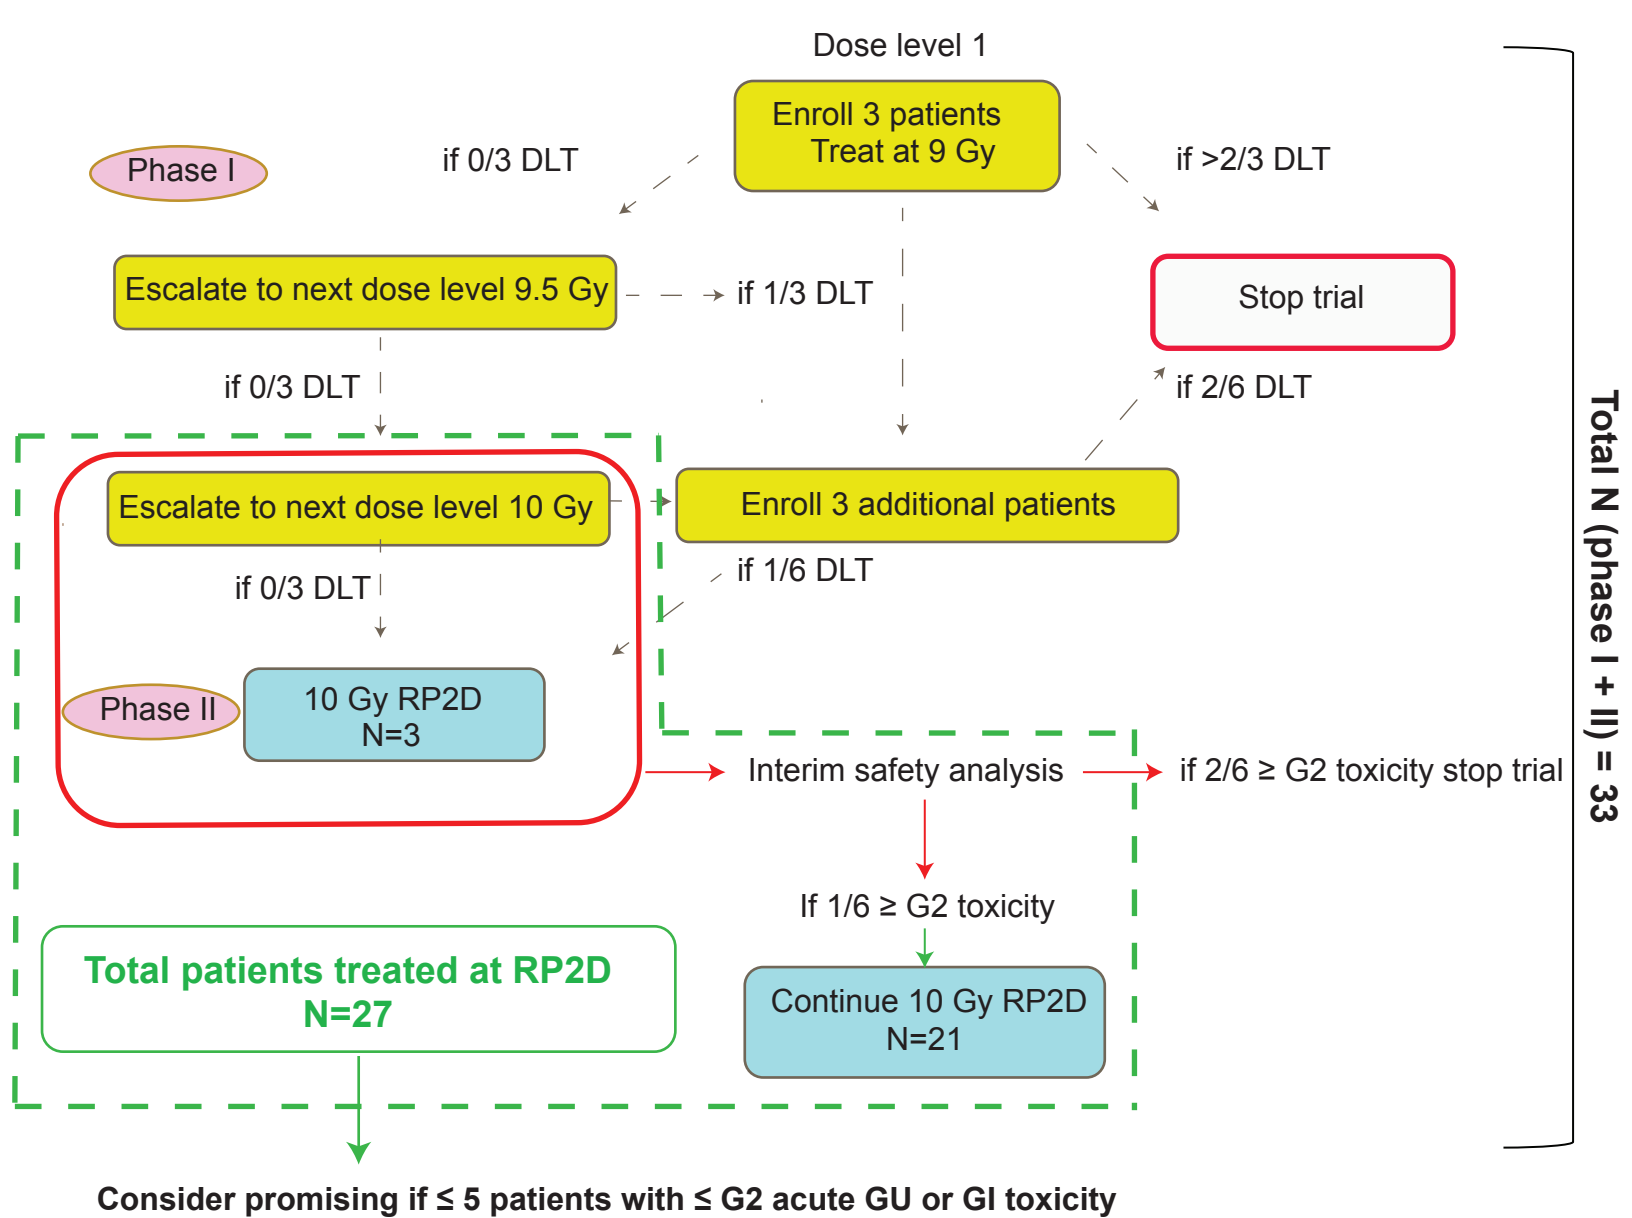 Dose level 1
Enroll 3 patients
Treat at 9 Gy
Phase I
if 0/3 DLT
if >2/3 DLT
Escalate to next dose level 9.5 Gy
if 1/3 DLT
Stop trial
if 0/3 DLT
if 2/6 DLT
Escalate to next dose level 10 Gy
Enroll 3 additional patients
if 0/3 DLT
if 1/6 DLT
Phase II
10 Gy RP2D
N=3
Interim safety analysis
if 2/6 ≥ G2 toxicity stop trial
If 1/6 ≥ G2 toxicity
Total patients treated at RP2D
N=27
Continue 10 Gy RP2D
N=21
Consider promising if ≤ 5 patients with ≤ G2 acute GU or GI toxicity
Total N (phase I + II) = 33